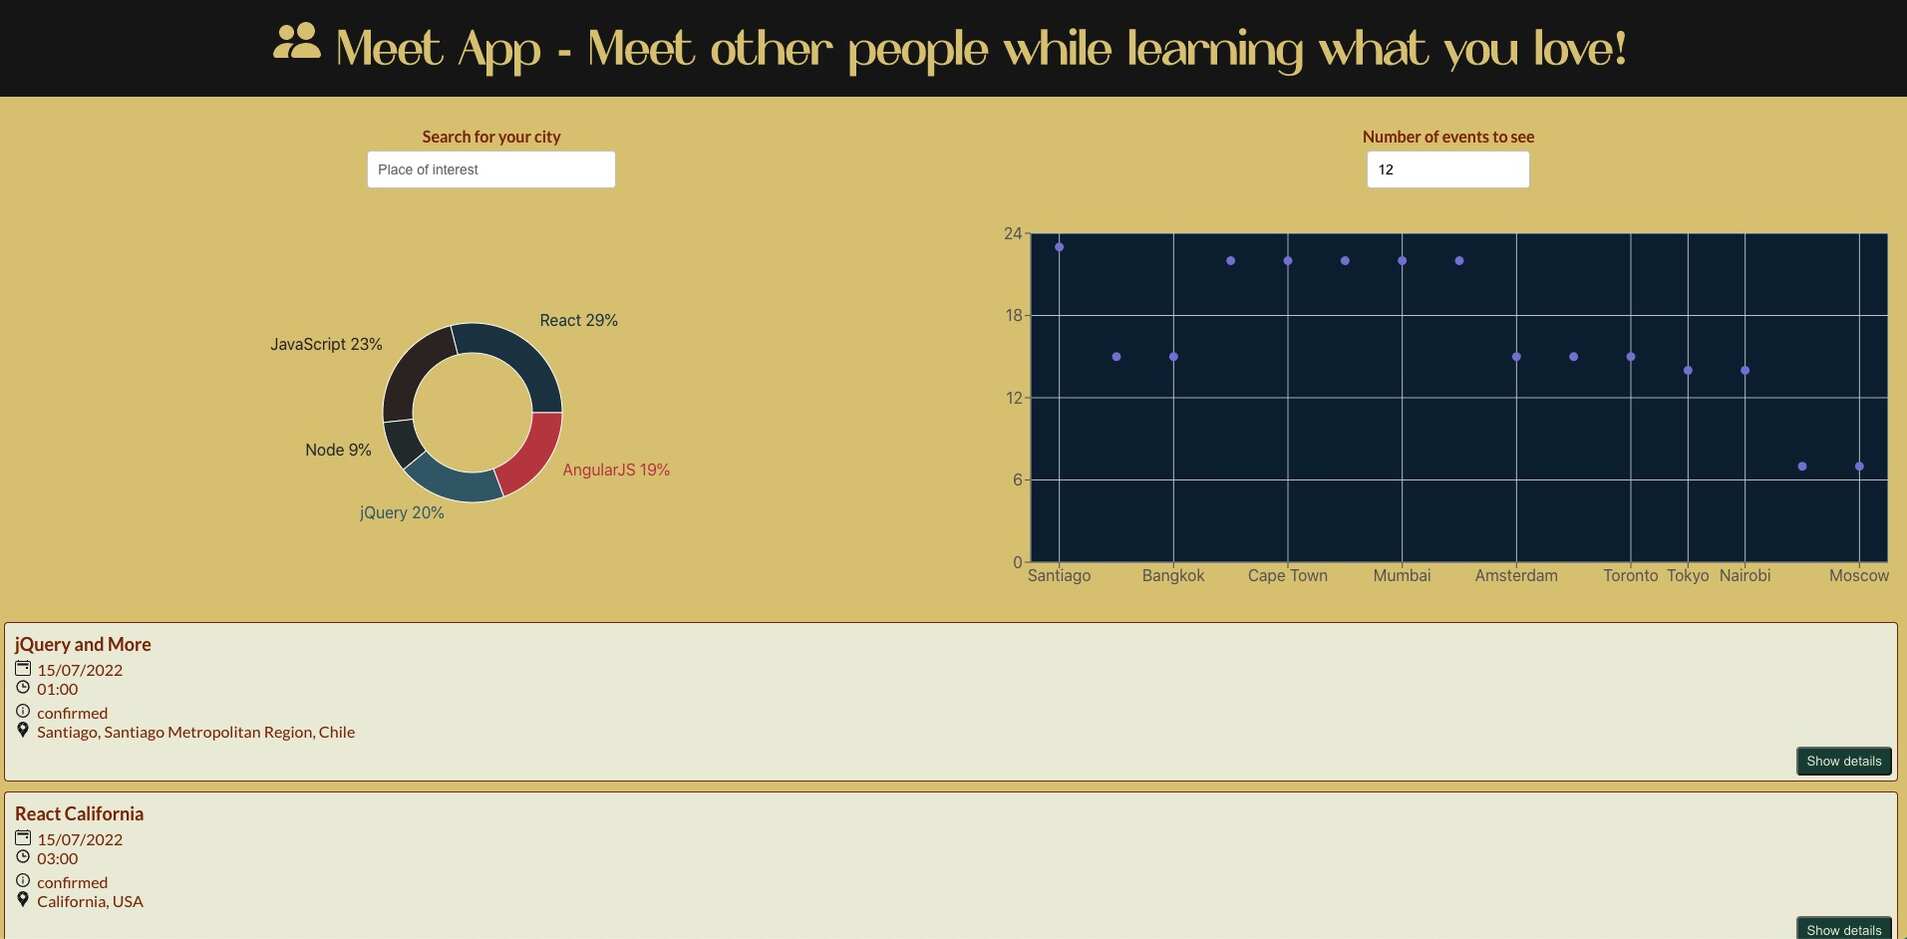 Meet App - Meet other people while learning what you love!
Search for your city
Place of interest
Number of events to see
12
React 29%
JavaScript 23%
Node 9%
AngularJS 19%
jQuery 20%
24
18
12
6
0
Santiago Bangkok Cape Town Mumbai Amsterdam Toronto Tokyo Nairobi Moscow
jQuery and More
15/07/2022
01:00
confirmed
Santiago, Santiago Metropolitan Region, Chile
Show details
React California
15/07/2022
03:00
confirmed
California, USA
Show details